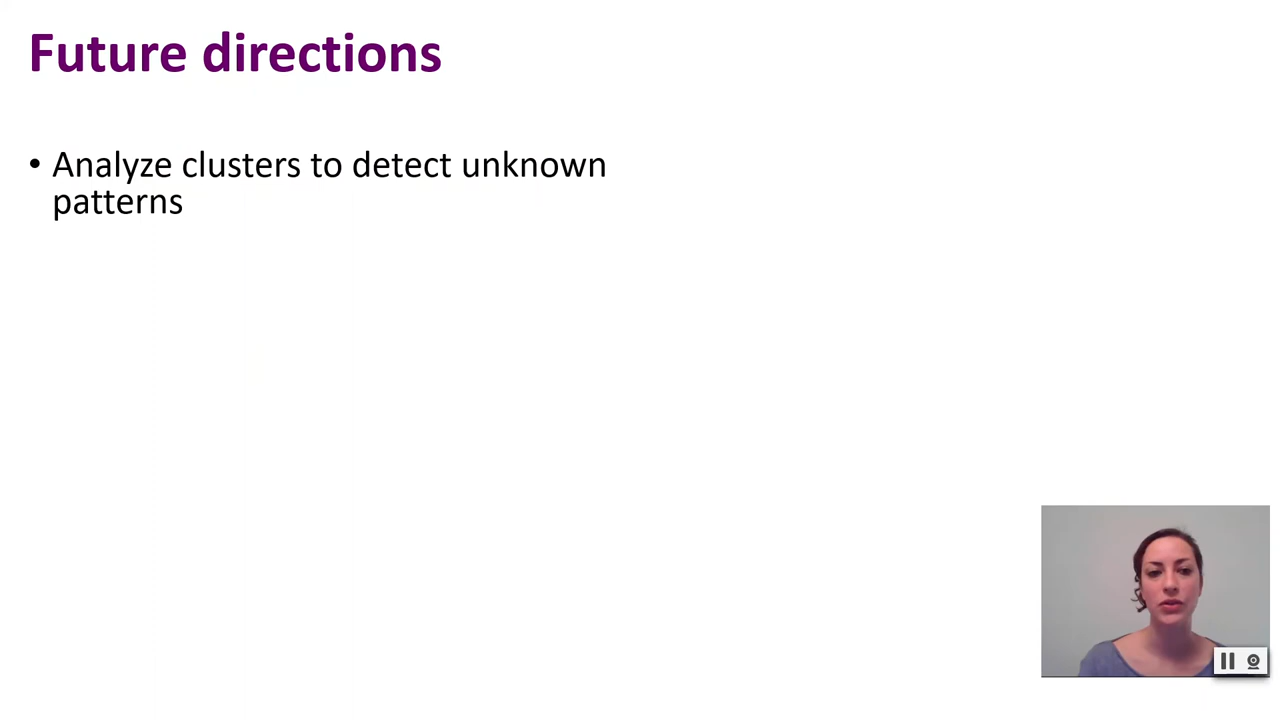 Future directions
• Analyze clusters to detect unknown
patterns